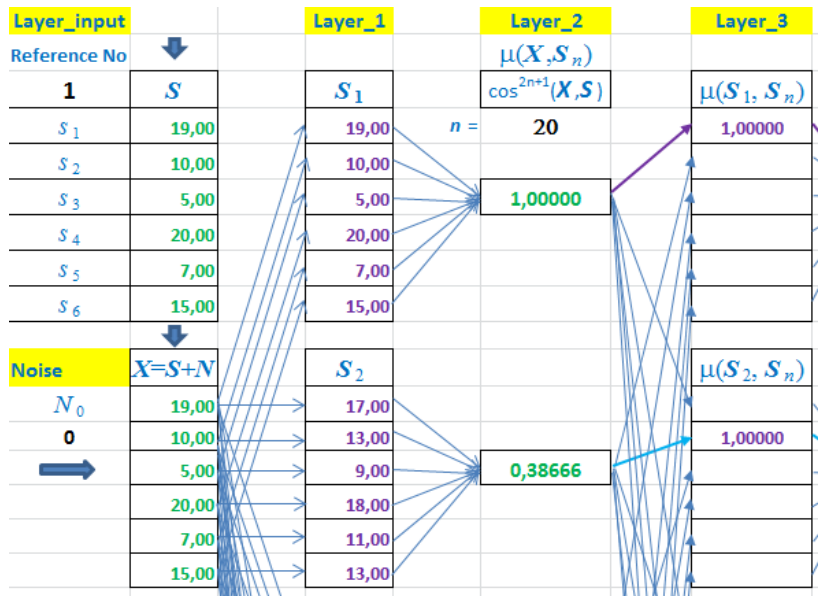 Layer_input Layer_1 Layer_2 Layer_3
Reference No μ(X,Sₙ)
1 S S₁ cos²ⁿ⁺¹(X,S) μ(S₁, Sₙ)
s₁ 19,00 19,00 n = 20 1,00000
s₂ 10,00 10,00
s₃ 5,00 5,00 1,00000
s₄ 20,00 20,00
s₅ 7,00 7,00
s₆ 15,00 15,00
Noise X=S+N S₂ μ(S₂, Sₙ)
N₀ 19,00 17,00
0 10,00 13,00 1,00000
5,00 9,00 0,38666
20,00 18,00
7,00 11,00
15,00 13,00